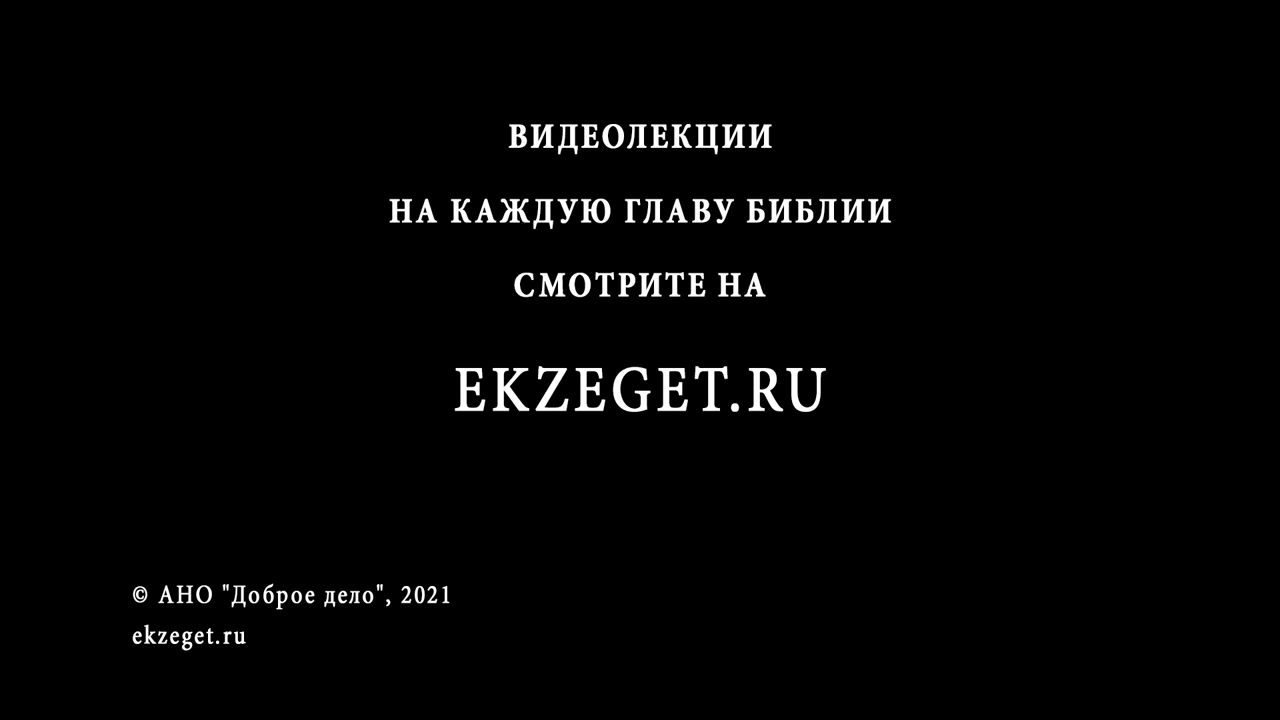 ВИДЕОЛЕКЦИИ
НА КАЖДУЮ ГЛАВУ БИБЛИИ
СМОТРИТЕ НА
EKZEGET.RU
© АНО "Доброе дело", 2021
ekzeget.ru